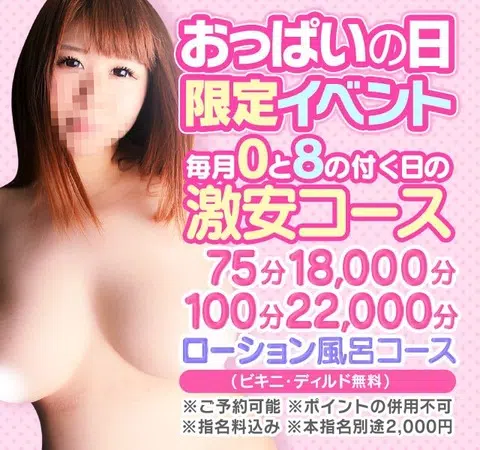 おっぱいの日
限定イベント
毎月0と8の付く日の
激安コース
75分18,000分
100分22,000分
ローション風呂コース
(ビキニ・ディルド無料)
※ご予約可能 ※ポイントの併用不可
※指名料込み ※本指名別途2,000円